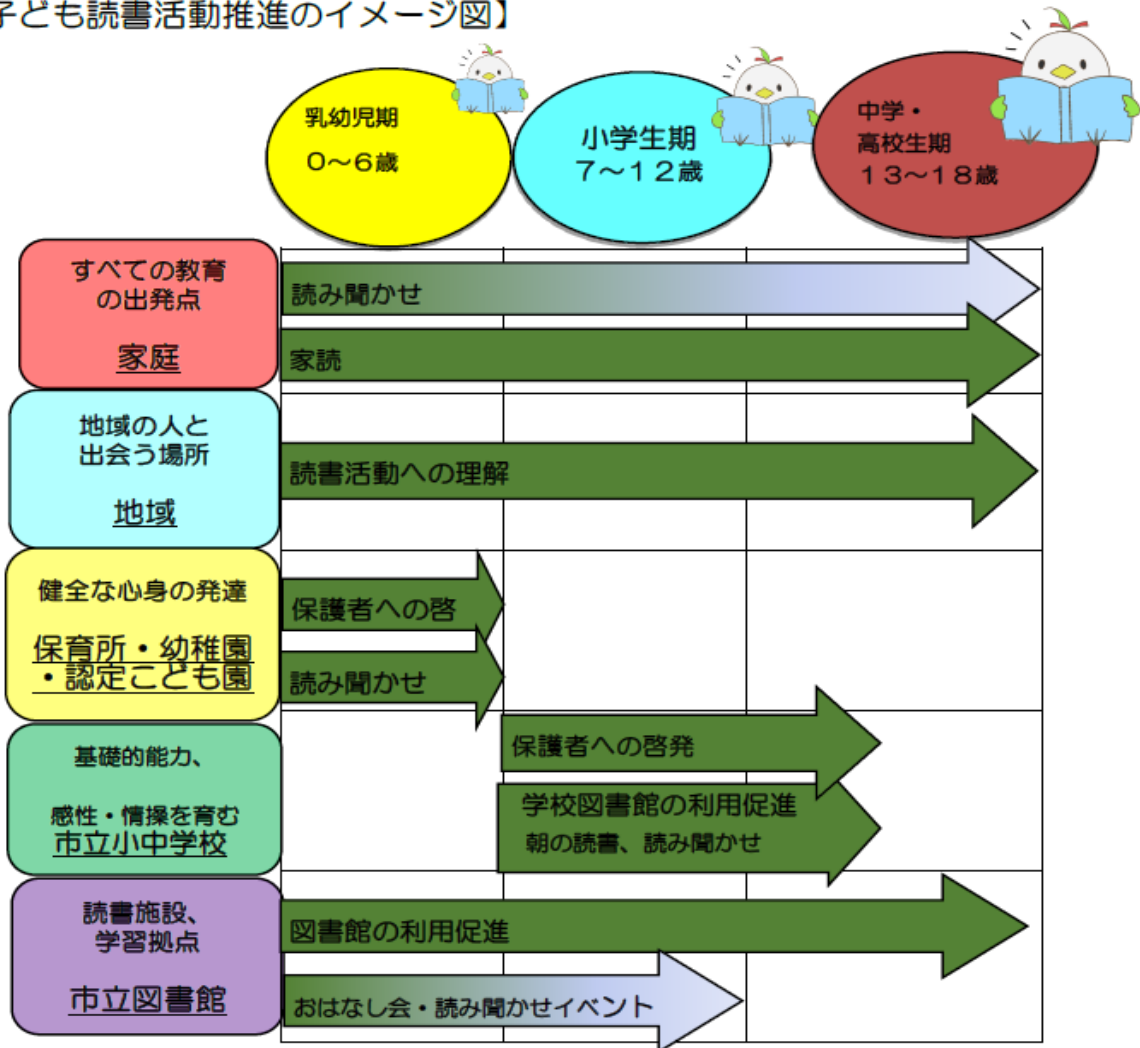 子ども読書活動推進のイメージ図】
乳幼児期
0～6歳
小学生期
7～12歳
中学・
高校生期
13～18歳
すべての教育
の出発点
家庭
読み聞かせ
家読
地域の人と
出会う場所
地域
読書活動への理解
健全な心身の発達
保育所・幼稚園
・認定こども園
保護者への啓
読み聞かせ
基礎的能力、
感性・情操を育む
市立小中学校
保護者への啓発
学校図書館の利用促進
朝の読書、読み聞かせ
読書施設、
学習拠点
市立図書館
図書館の利用促進
おはなし会・読み聞かせイベント